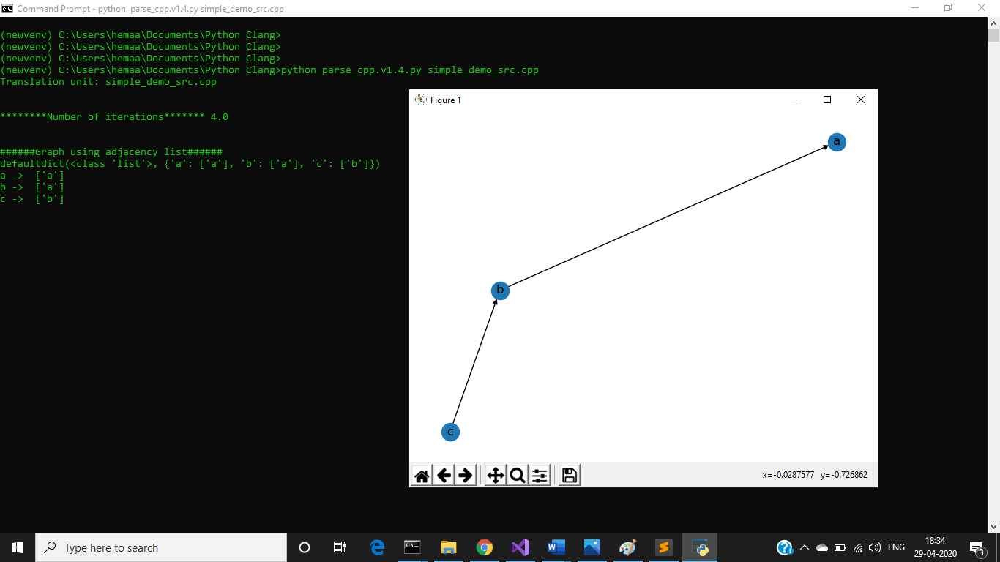 Command Prompt - python  parse_cpp.v1.4.py simple_demo_src.cpp
(newvenv) C:\Users\hemaa\Documents\Python Clang>
(newvenv) C:\Users\hemaa\Documents\Python Clang>
(newvenv) C:\Users\hemaa\Documents\Python Clang>
(newvenv) C:\Users\hemaa\Documents\Python Clang>python parse_cpp.v1.4.py simple_demo_src.cpp
Translation unit: simple_demo_src.cpp
********Number of iterations******* 4.0
######Graph using adjacency list######
defaultdict(<class 'list'>, {'a': ['a'], 'b': ['a'], 'c': ['b']})
a ->  ['a']
b ->  ['a']
c ->  ['b']
Figure 1
a
b
c
x=-0.0287577 y=-0.726862
Type here to search
ENG
18:34
29-04-2020
3